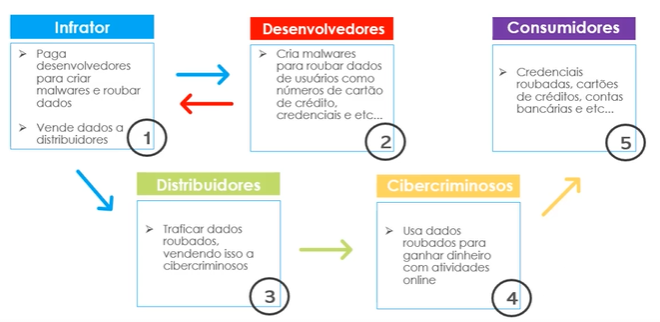 Infrator
➤ Paga
desenvolvedores
para criar
malwares e roubar
dados
➤ Vende dados a
distribuidores
1
Desenvolvedores
➤ Cria malwares
para roubar dados
de usuários como
números de cartão
de crédito,
credenciais e etc...
2
Distribuidores
➤ Traficar dados
roubados,
vendendo isso a
cibercriminosos
3
Cibercriminosos
➤ Usa dados
roubados para
ganhar dinheiro
com atividades
online
4
Consumidores
➤ Credenciais
roubadas, cartões
de créditos, contas
bancárias e etc...
5